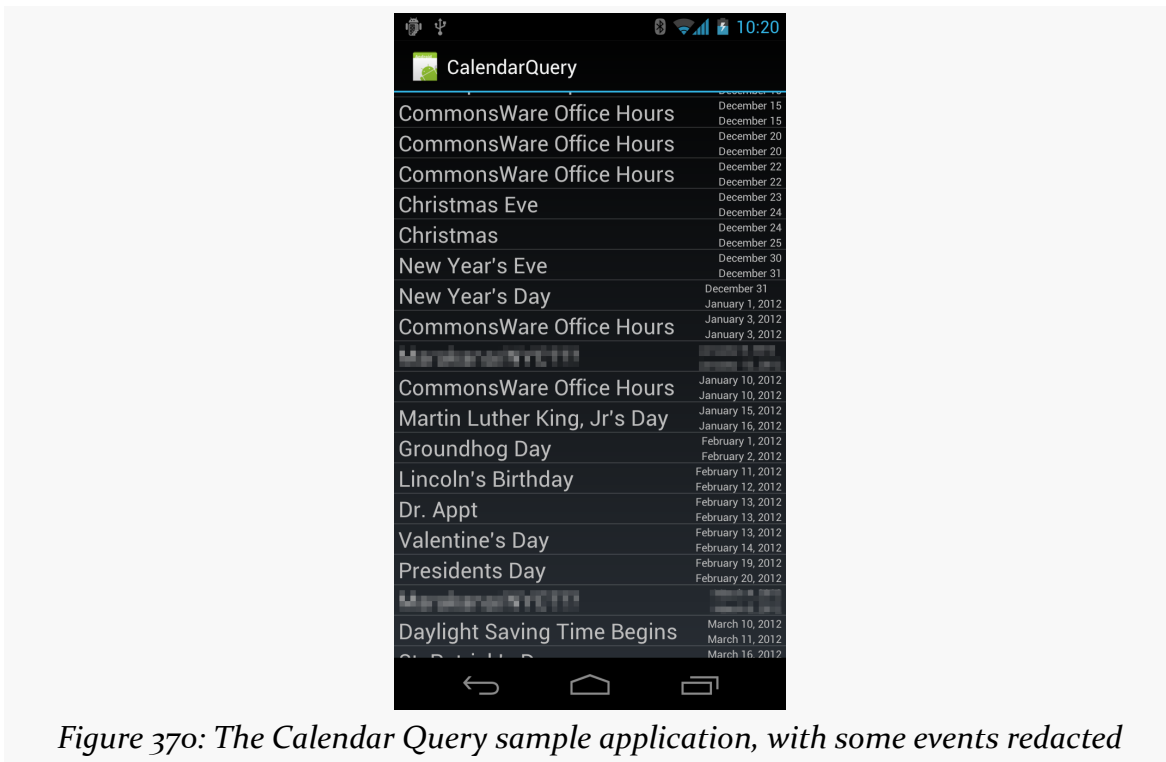 10:20
CalendarQuery
December 15
CommonsWare Office Hours
December 15
December 20
CommonsWare Office Hours
December 20
December 22
CommonsWare Office Hours
December 22
December 23
Christmas Eve
December 24
December 24
Christmas
December 25
December 30
New Year's Eve
December 31
December 31
New Year's Day
January 1, 2012
January 3, 2012
CommonsWare Office Hours
January 3, 2012
January 10, 2012
CommonsWare Office Hours
January 10, 2012
January 15, 2012
Martin Luther King, Jr's Day
January 16, 2012
February 1, 2012
Groundhog Day
February 2, 2012
February 11, 2012
Lincoln's Birthday
February 12, 2012
February 13, 2012
Dr. Appt
February 13, 2012
February 13, 2012
Valentine's Day
February 14, 2012
February 19, 2012
Presidents Day
February 20, 2012
March 10, 2012
Daylight Saving Time Begins
March 11, 2012
March 16, 2012
Figure 370: The Calendar Query sample application, with some events redacted